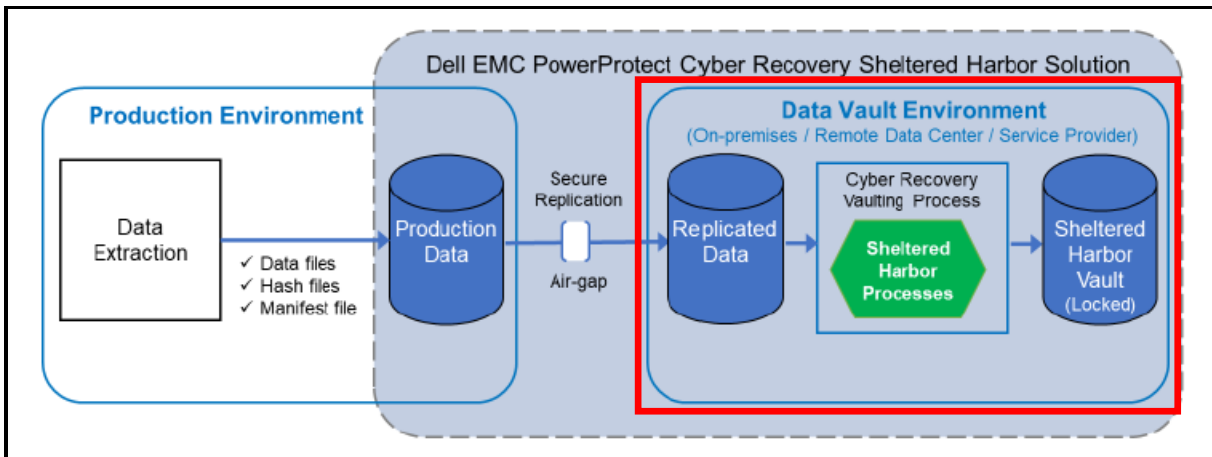 Dell EMC PowerProtect Cyber Recovery Sheltered Harbor Solution
Production Environment
Data
Extraction
✓ Data files
✓ Hash files
✓ Manifest file
Production
Data
Secure
Replication
Air-gap
Data Vault Environment
(On-premises / Remote Data Center / Service Provider)
Replicated
Data
Cyber Recovery
Vaulting Process
Sheltered
Harbor
Processes
Sheltered
Harbor
Vault
(Locked)